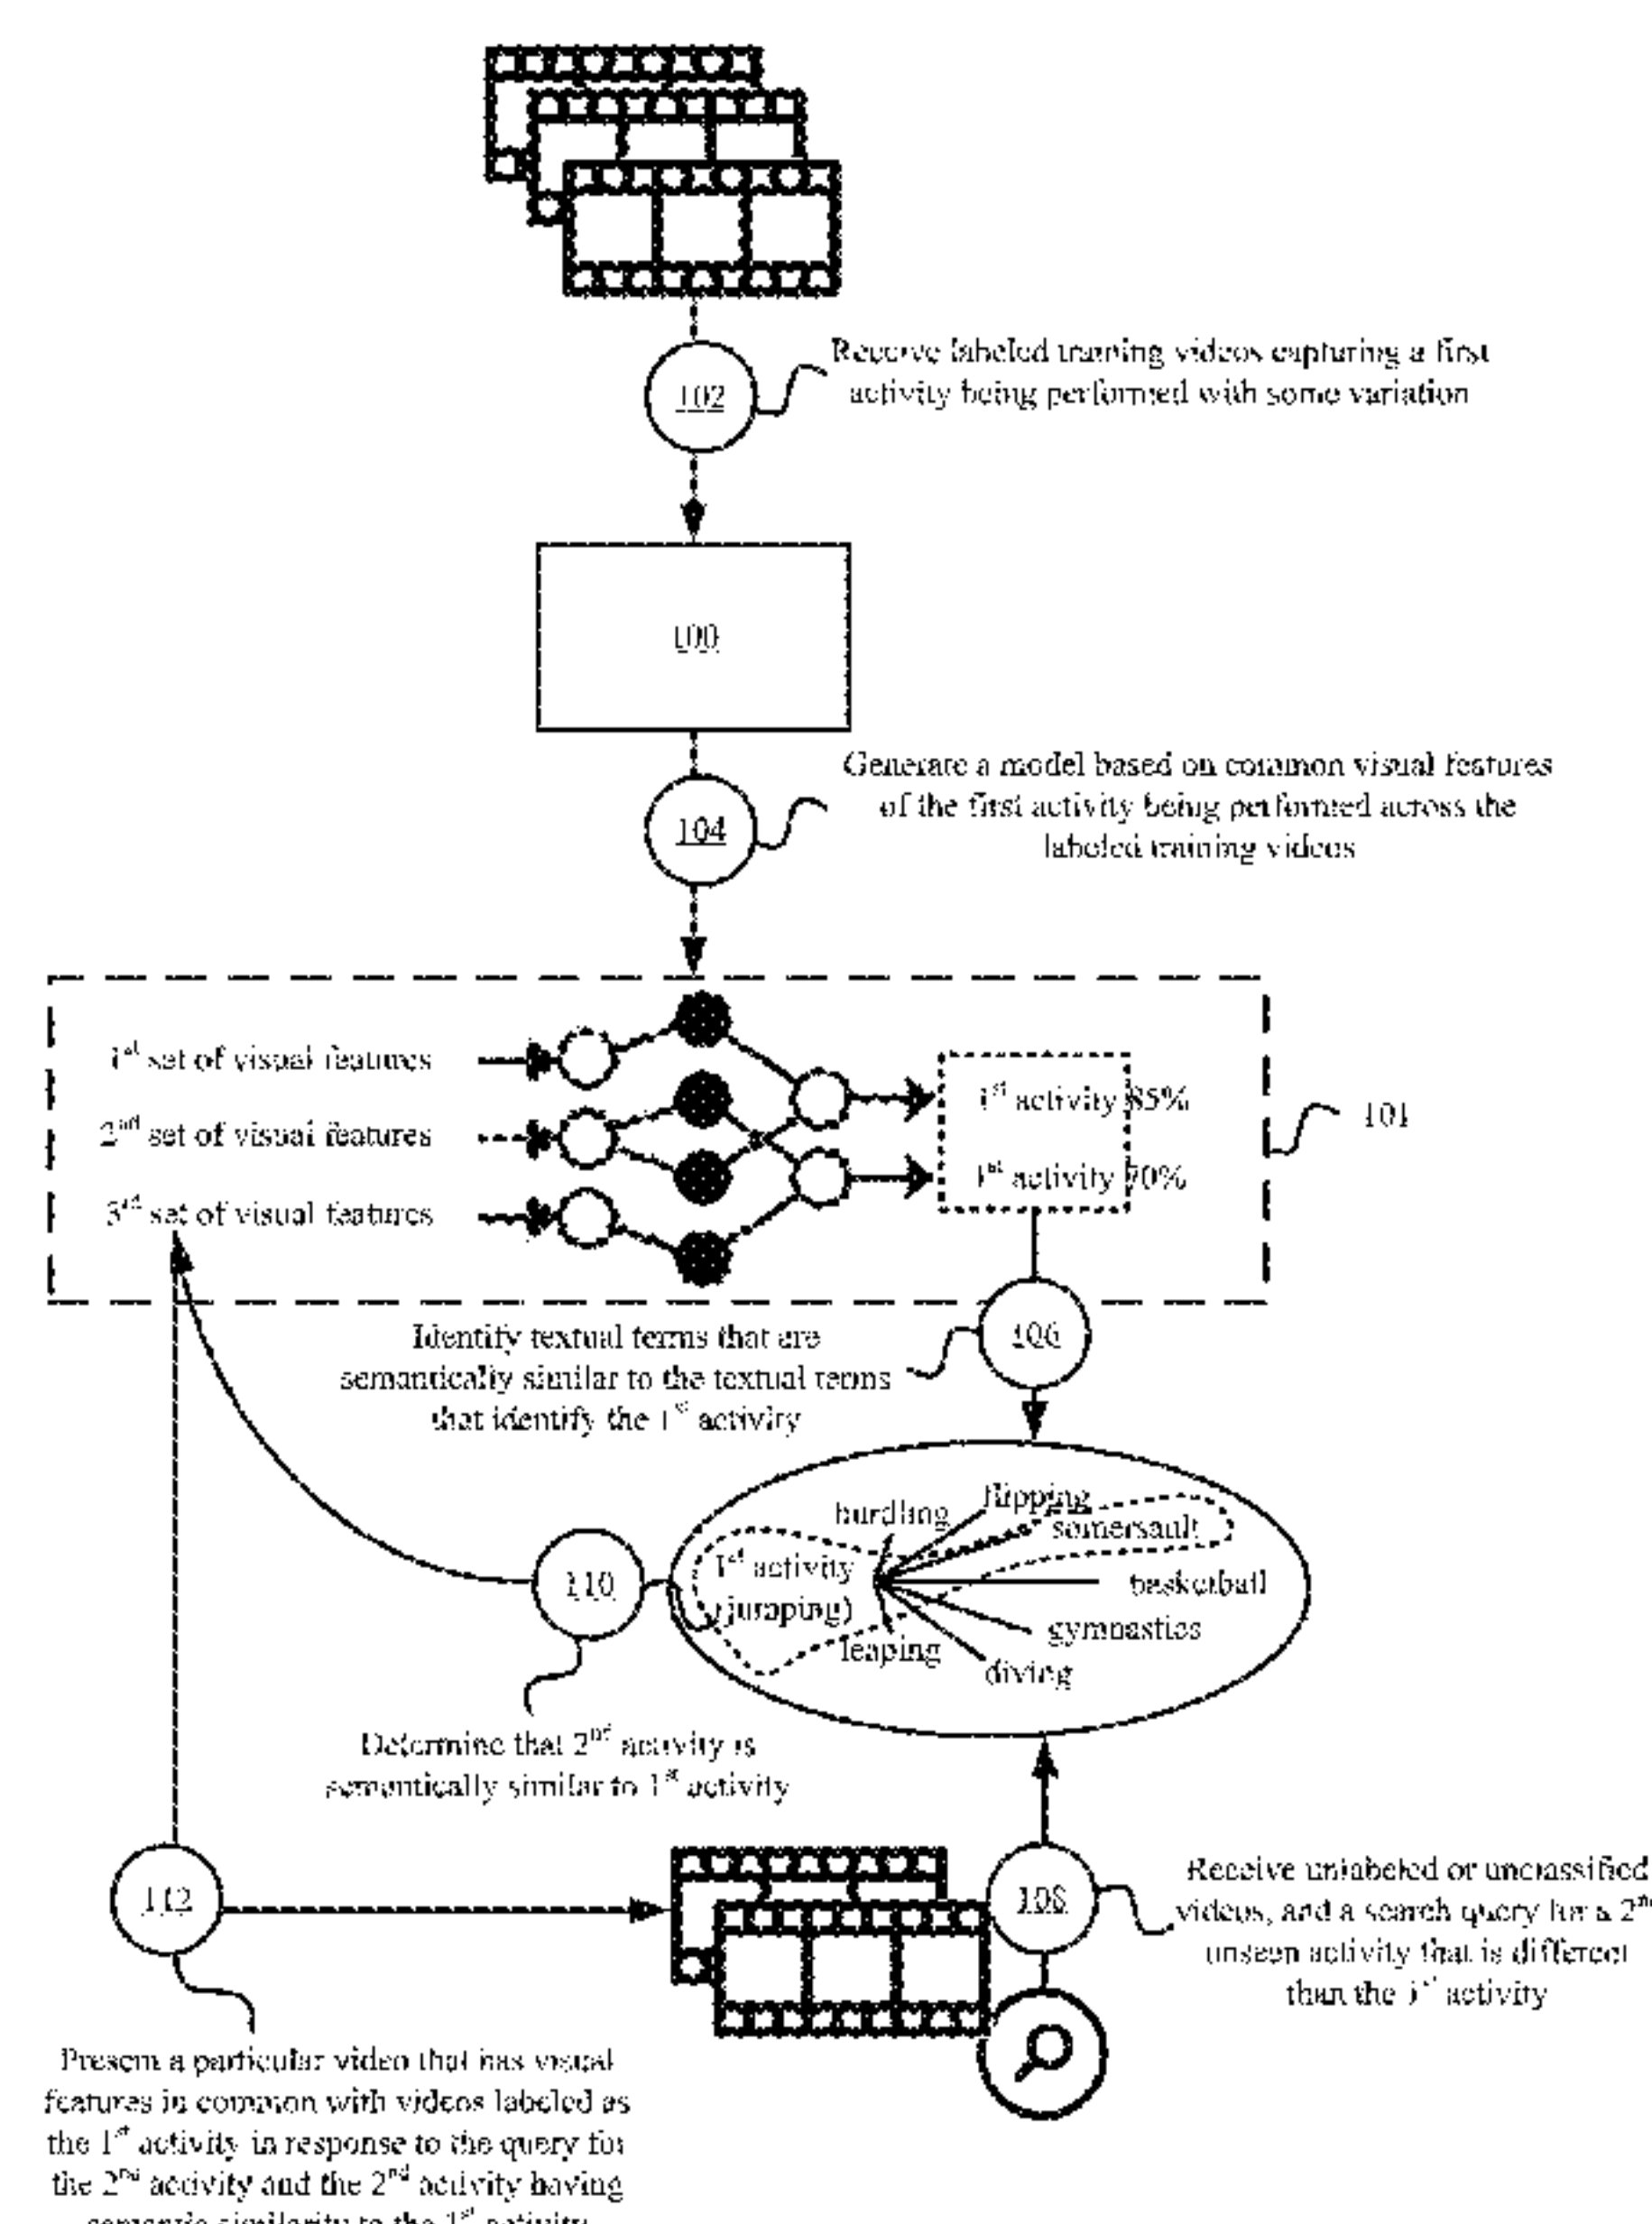 Receive labeled training videos capturing a first
activity being performed with some variation
102
100
Generate a model based on common visual features
of the first activity being performed across the
labeled training videos
104
1st set of visual features
2nd set of visual features
3rd set of visual features
1st activity 85%
1st activity 70%
101
106
Identify textual terms that are
semantically similar to the textual terms
that identify the 1st activity
hurdling
flipping
somersault
1st activity
(jumping)
basketball
gymnastics
leaping
diving
110
Determine that 2nd activity is
semantically similar to 1st activity
112
108
Receive unlabeled or unclassified
videos, and a search query for a 2nd
unseen activity that is different
than the 1st activity
Present a particular video that has visual
features in common with videos labeled as
the 1st activity in response to the query for
the 2nd activity and the 2nd activity having
semantic similarity to the 1st activity